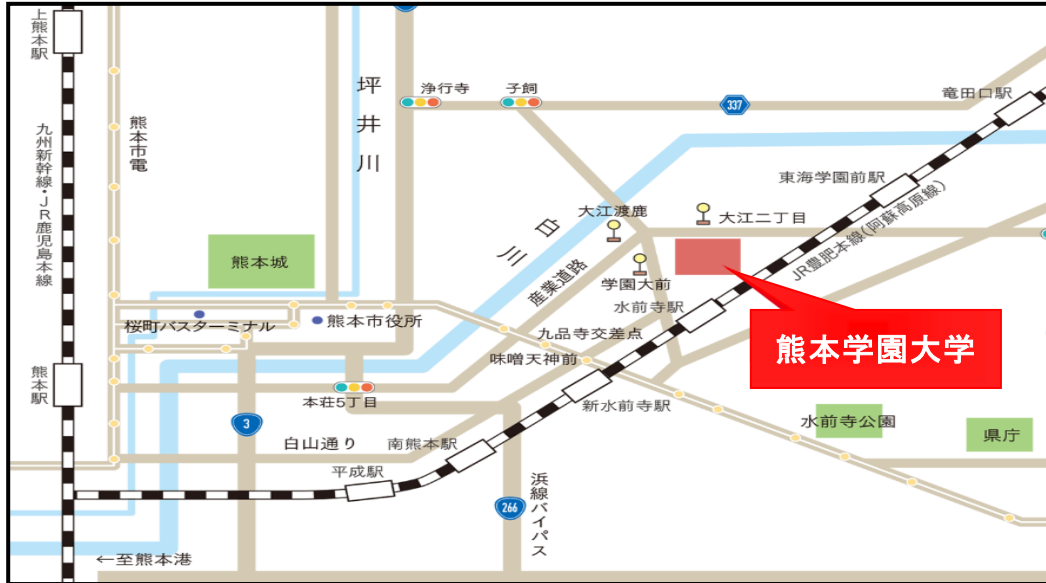 上熊本駅
九州新幹線・JR鹿児島本線
熊本市電
坪井川
浄行寺
子飼
337
竜田口駅
東海学園前駅
JR豊肥本線(阿蘇高原線)
大江渡鹿
大江二丁目
白川
産業道路
学園大前
水前寺駅
熊本城
桜町バスターミナル
熊本市役所
九品寺交差点
味噌天神前
熊本学園大学
熊本駅
本荘5丁目
新水前寺駅
水前寺公園
県庁
3
白山通り
南熊本駅
平成駅
266
浜線バイパス
←至熊本港